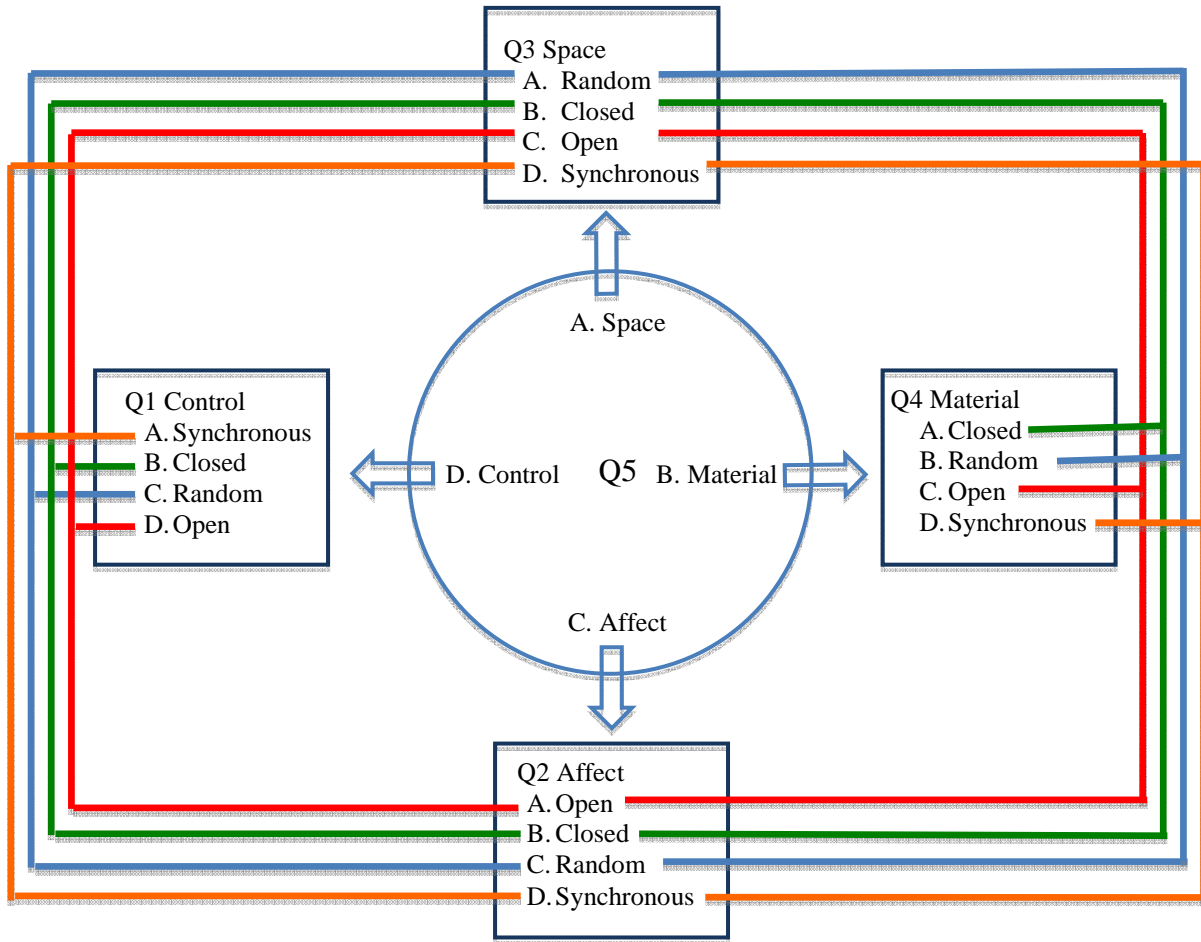 Q3 Space
A. Random
B. Closed
C. Open
D. Synchronous
A. Space
Q1 Control
A. Synchronous
B. Closed
C. Random
D. Open
D. Control
Q5
B. Material
Q4 Material
A. Closed
B. Random
C. Open
D. Synchronous
C. Affect
Q2 Affect
A. Open
B. Closed
C. Random
D. Synchronous